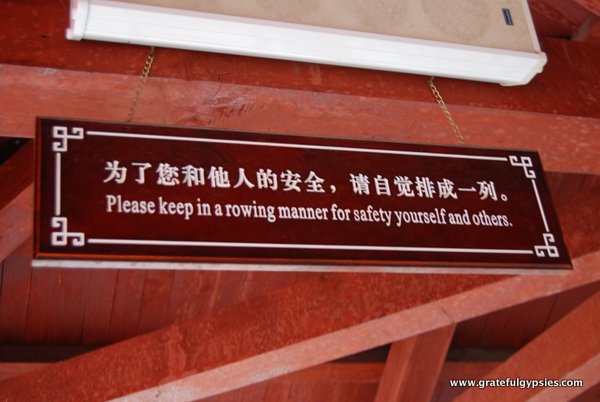 为了您和他人的安全，请自觉排成一列。
Please keep in a rowing manner for safety yourself and others.
www.gratefulgypsies.com